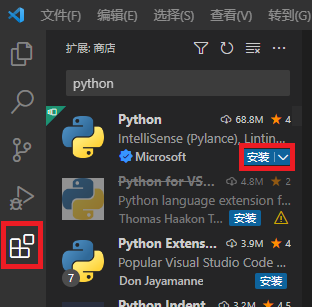 文件(F) 编辑(E) 选择(S) 查看(V) 转到(G)
扩展: 商店
python
Python 68.8M 4
IntelliSense (Pylance), Lintin...
Microsoft 安装
Python for VS... 4.8M 2
Python language extension f...
Thomas Haakon T... 安装
Python Exten... 3.9M 4
Popular Visual Studio Code ...
7 Don Jayamanne 安装
Python Indent 3.2M 4.5